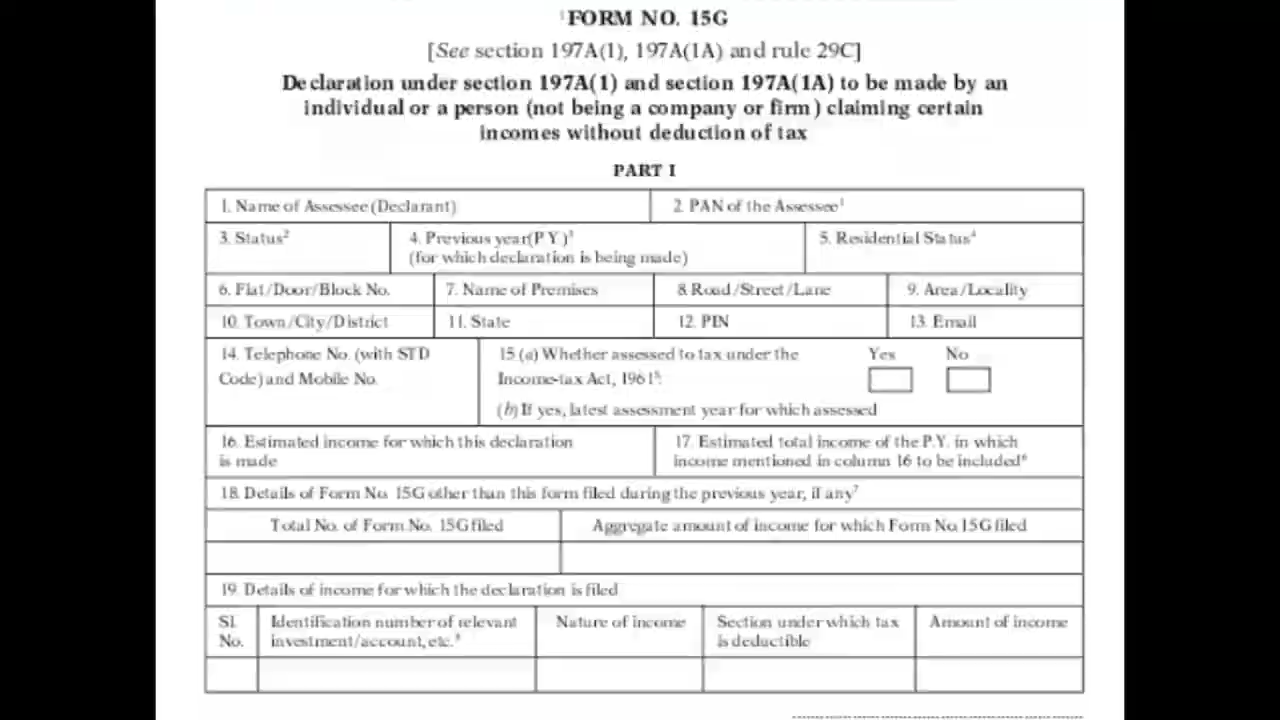 ¹FORM NO. 15G
[See section 197A(1), 197A(1A) and rule 29C]
Declaration under section 197A(1) and section 197A(1A) to be made by an
individual or a person (not being a company or firm) claiming certain
incomes without deduction of tax
PART I
1. Name of Assessee (Declarant) 2. PAN of the Assessee¹
3. Status² 4. Previous year(P.Y.)³ 5. Residential Status⁴
(for which declaration is being made)
6. Flat/Door/Block No. 7. Name of Premises 8. Road/Street/Lane 9. Area/Locality
10. Town/City/District 11. State 12. PIN 13. Email
14. Telephone No. (with STD 15 (a) Whether assessed to tax under the Yes No
Code) and Mobile No. Income-tax Act, 1961⁵:
(b) If yes, latest assessment year for which assessed
16. Estimated income for which this declaration 17. Estimated total income of the P.Y. in which
is made income mentioned in column 16 to be included⁶
18. Details of Form No. 15G other than this form filed during the previous year, if any⁷
Total No. of Form No. 15G filed Aggregate amount of income for which Form No.15G filed
19. Details of income for which the declaration is filed
Sl. Identification number of relevant Nature of income Section under which tax Amount of income
No. investment/account, etc.⁸ is deductible